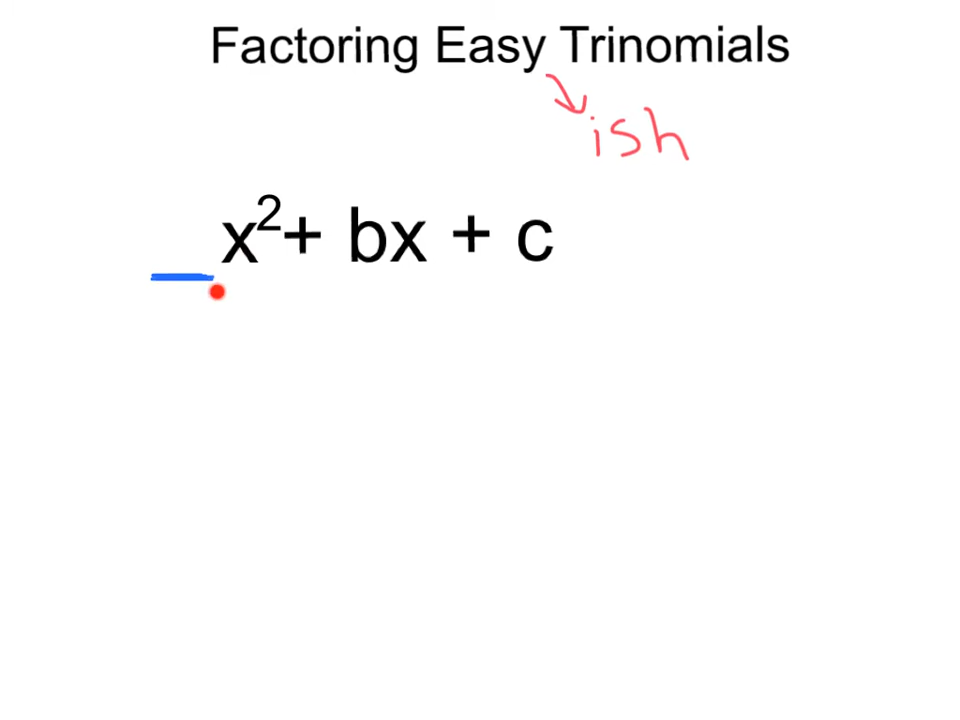 Factoring Easy Trinomials
ish
x²+ bx + c